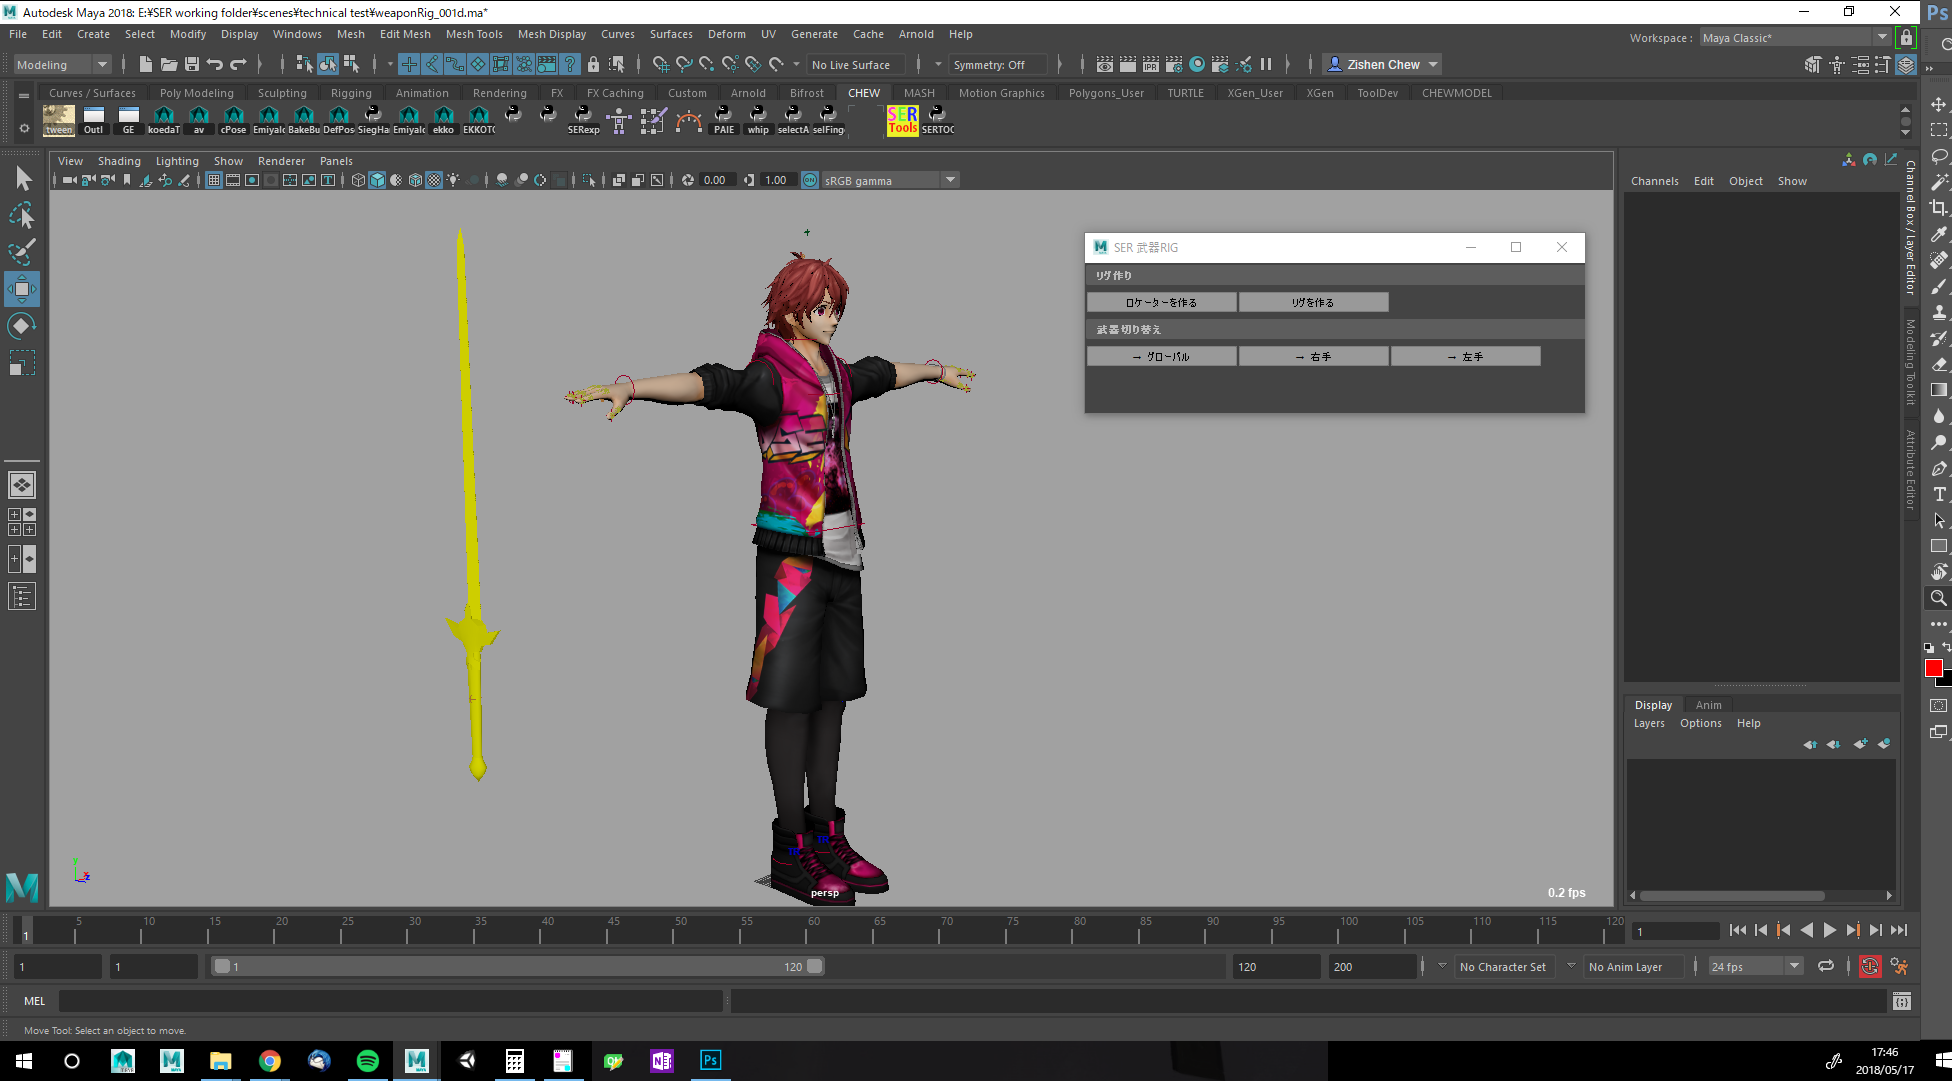 Autodesk Maya 2018: E:¥SER working folder¥scenes¥technical test¥weaponRig_001d.ma*
File Edit Create Select Modify Display Windows Mesh Edit Mesh Mesh Tools Mesh Display Curves Surfaces Deform UV Generate Cache Arnold Help
Workspace : Maya Classic*
Modeling No Live Surface Symmetry: Off Zishen Chew
Curves / Surfaces Poly Modeling Sculpting Rigging Animation Rendering FX FX Caching Custom Arnold Bifrost CHEW MASH Motion Graphics Polygons_User TURTLE XGen_User XGen ToolDev CHEWMODEL
SER
Tools
tween Outl GE koedaT av cPose Emiyalc BakeBu DefPos SiegHa Emiyalc ekko EKKOTC SERexp PAIE whip selectA selFing SERTOC
View Shading Lighting Show Renderer Panels
0.00 1.00 ON sRGB gamma
Channels Edit Object Show
Channel Box / Layer Editor
Modeling Toolkit
Attribute Editor
SER 武器RIG
リグ作り
ロケーターを作る リグを作る
武器切り替え
→ グローバル → 右手 → 左手
persp
0.2 fps
Display Anim
Layers Options Help
5 10 15 20 25 30 35 40 45 50 55 60 65 70 75 80 85 90 95 100 105 110 115 120
1
1
1 1 1 120 120 200 No Character Set No Anim Layer 24 fps
MEL
Move Tool: Select an object to move.
Ps
17:46
2018/05/17